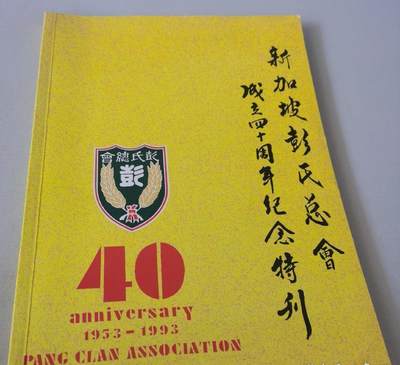 新加坡彭氏总會
成立四十周年纪念特刊
會總氏彭
彭
40
anniversary
1953-1993
PANG CLAN ASSOCIATION